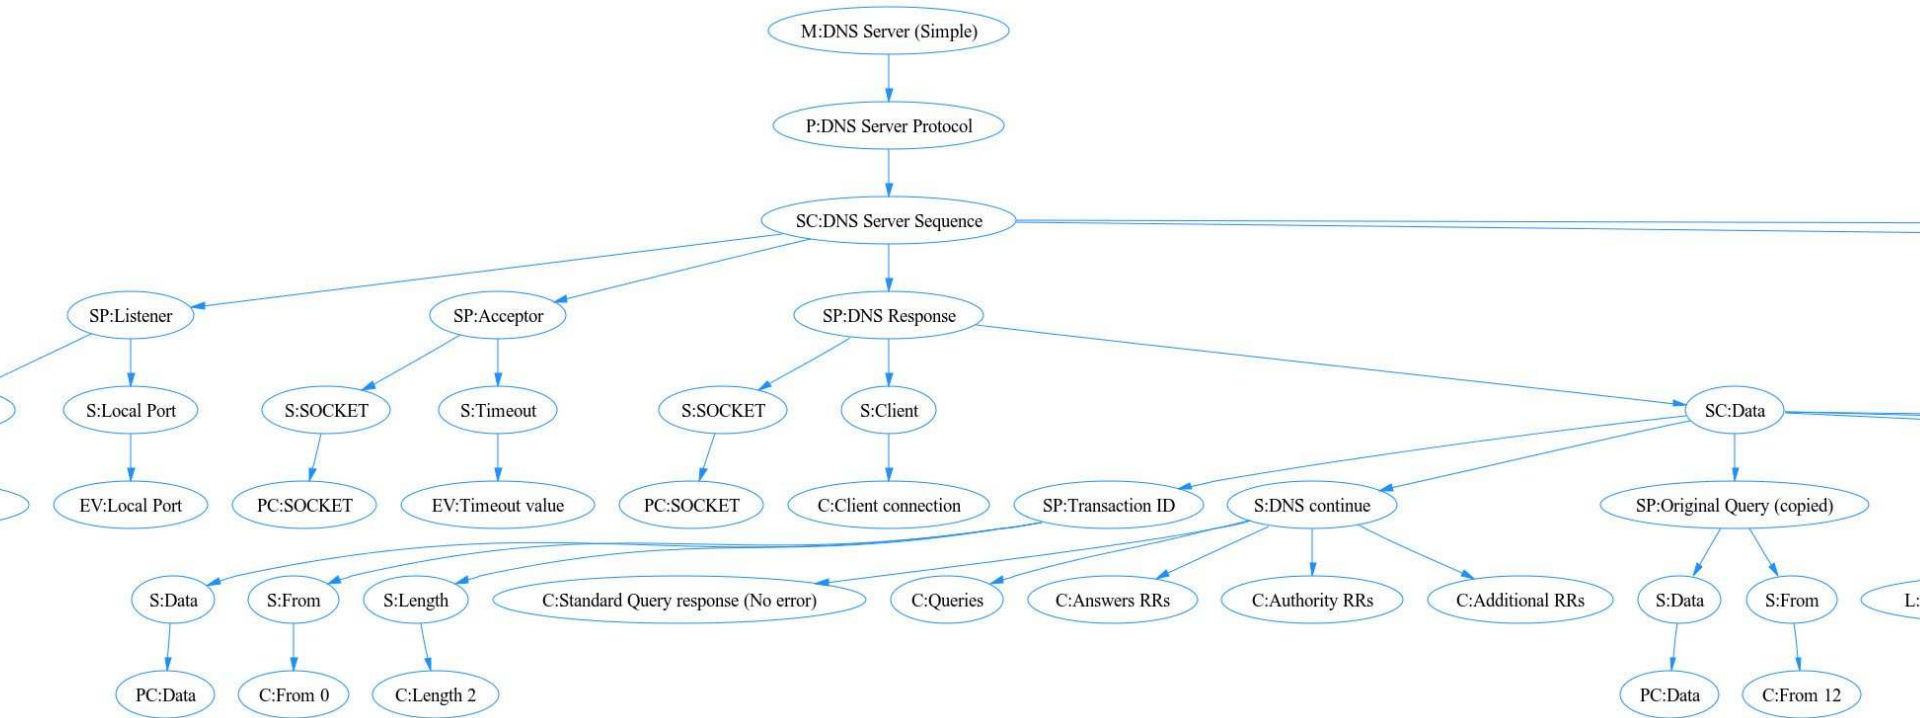 M:DNS Server (Simple)
P:DNS Server Protocol
SC:DNS Server Sequence
SP:Listener
SP:Acceptor
SP:DNS Response
S:Local Port
S:SOCKET
S:Timeout
S:SOCKET
S:Client
SC:Data
EV:Local Port
PC:SOCKET
EV:Timeout value
PC:SOCKET
C:Client connection
SP:Transaction ID
S:DNS continue
SP:Original Query (copied)
S:Data
S:From
S:Length
C:Standard Query response (No error)
C:Queries
C:Answers RRs
C:Authority RRs
C:Additional RRs
S:Data
S:From
L:
PC:Data
C:From 0
C:Length 2
PC:Data
C:From 12